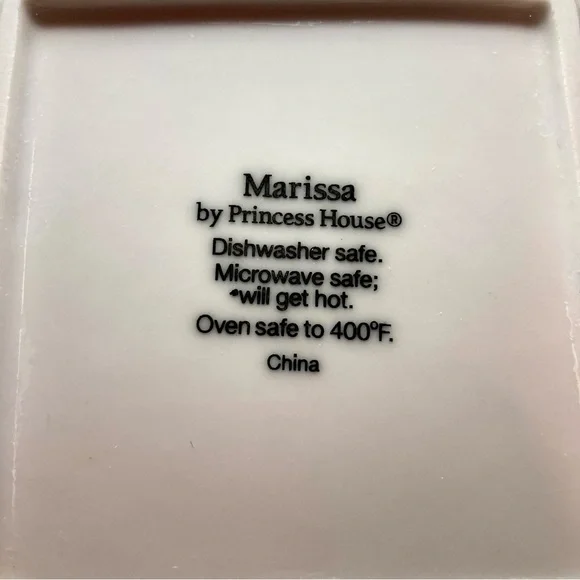 Marissa
by Princess House®
Dishwasher safe.
Microwave safe;
will get hot.
Oven safe to 400°F.
China